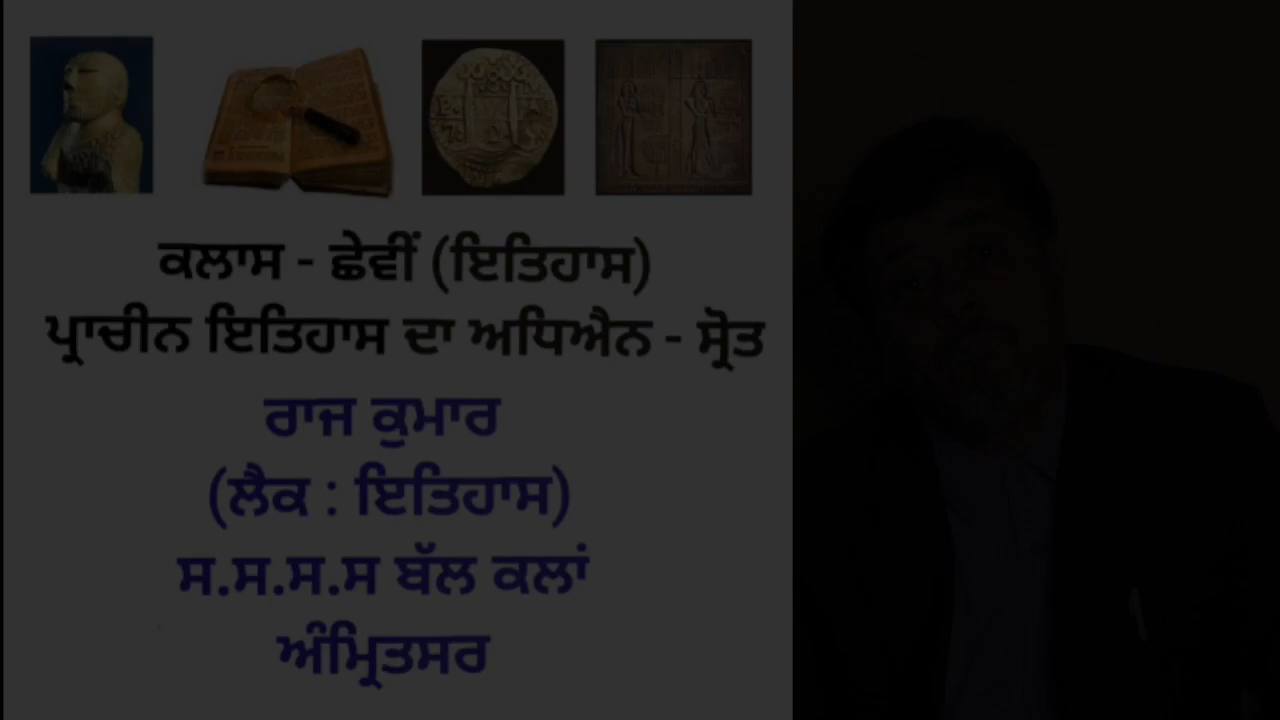 ਕਲਾਸ - ਛੇਵੀਂ (ਇਤਿਹਾਸ)
ਪ੍ਰਾਚੀਨ ਇਤਿਹਾਸ ਦਾ ਅਧਿਐਨ - ਸ੍ਰੋਤ
ਰਾਜ ਕੁਮਾਰ
(ਲੈਕ : ਇਤਿਹਾਸ)
ਸ.ਸ.ਸ.ਸ ਬੱਲ ਕਲਾਂ
ਅੰਮ੍ਰਿਤਸਰ